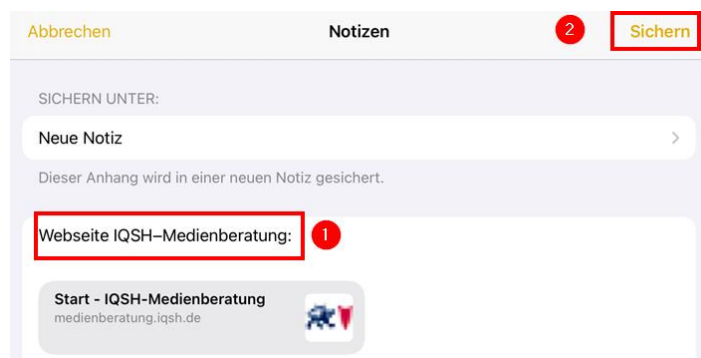 Abbrechen Notizen 2 Sichern
SICHERN UNTER:
Neue Notiz
Dieser Anhang wird in einer neuen Notiz gesichert.
Webseite IQSH–Medienberatung: 1
Start - IQSH-Medienberatung
medienberatung.iqsh.de